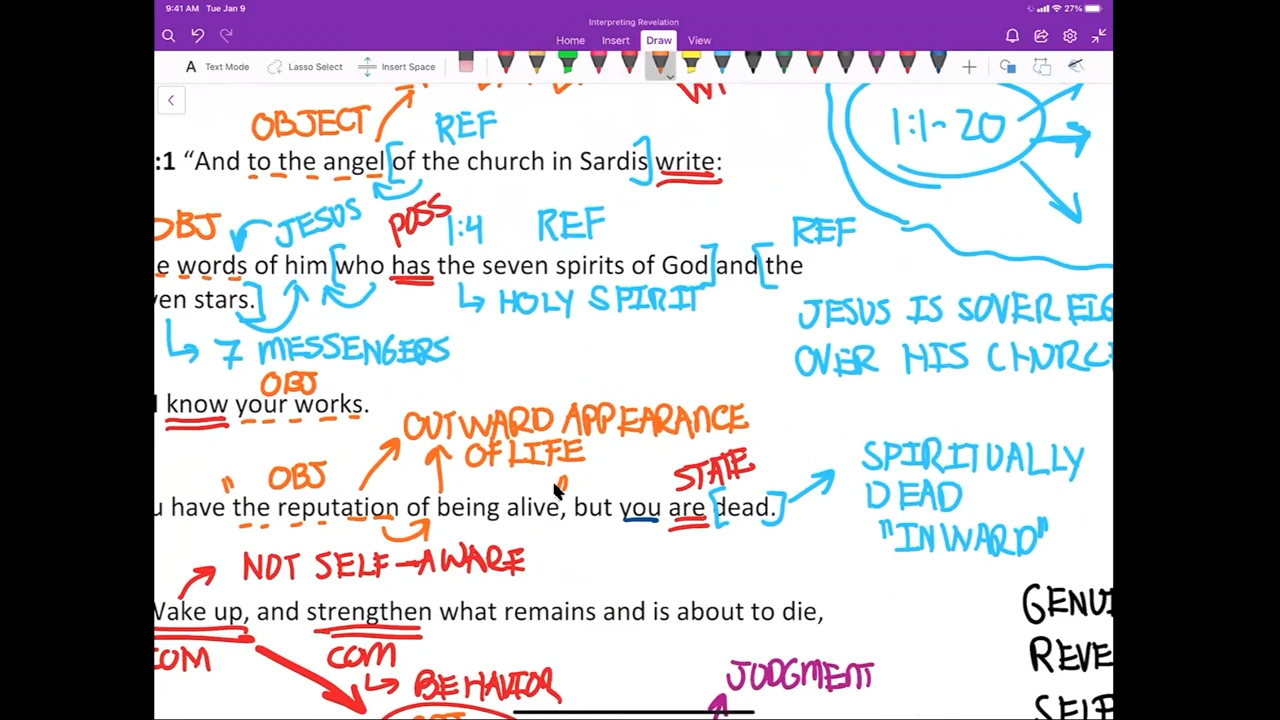 9:41 AM Tue Jan 9
27%
Interpreting Revelation
Home Insert Draw View
Text Mode Lasso Select Insert Space
OBJECT REF
1:1-20
:1 “And to the angel of the church in Sardis write:
OBJ JESUS POSS 1:4 REF REF
words of him who has the seven spirits of God and the
ven stars.
HOLY SPIRIT
JESUS IS SOVEREIG
OVER HIS CHURC
7 MESSENGERS
OBJ
I know your works.
OUTWARD APPEARANCE
OF LIFE
" OBJ "
STATE
SPIRITUALLY
DEAD
"INWARD"
u have the reputation of being alive, but you are dead.
NOT SELF-AWARE
Wake up, and strengthen what remains and is about to die,
COM COM
BEHAVIOR
JUDGMENT
GENU
REVE
SELF